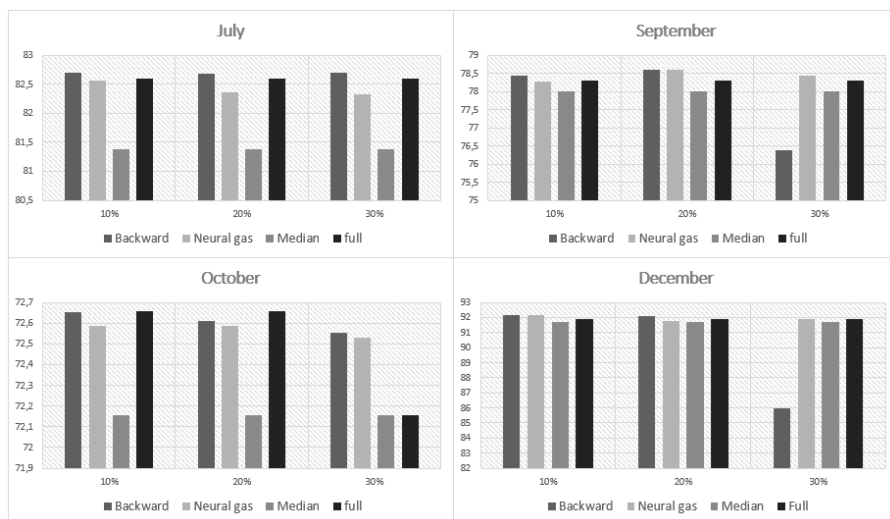 July
83
82,5
82
81,5
81
80,5
10%
20%
30%
Backward
Neural gas
Median
full
September
79
78,5
78
77,5
77
76,5
76
75,5
75
10%
20%
30%
Backward
Neural gas
Median
full
October
72,7
72,6
72,5
72,4
72,3
72,2
72,1
72
71,9
10%
20%
30%
Backward
Neural gas
Median
full
December
93
92
91
90
89
88
87
86
85
84
83
82
10%
20%
30%
Backward
Neural gas
Median
Full